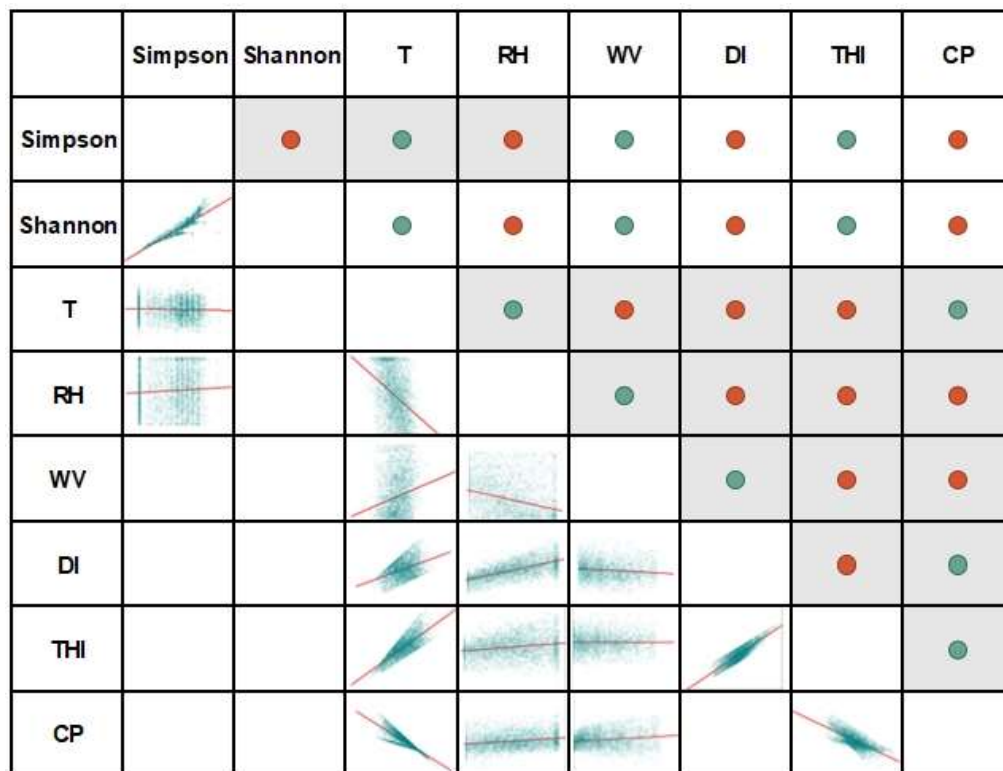 Simpson Shannon T RH WV DI THI CP
Simpson
Shannon
T
RH
WV
DI
THI
CP